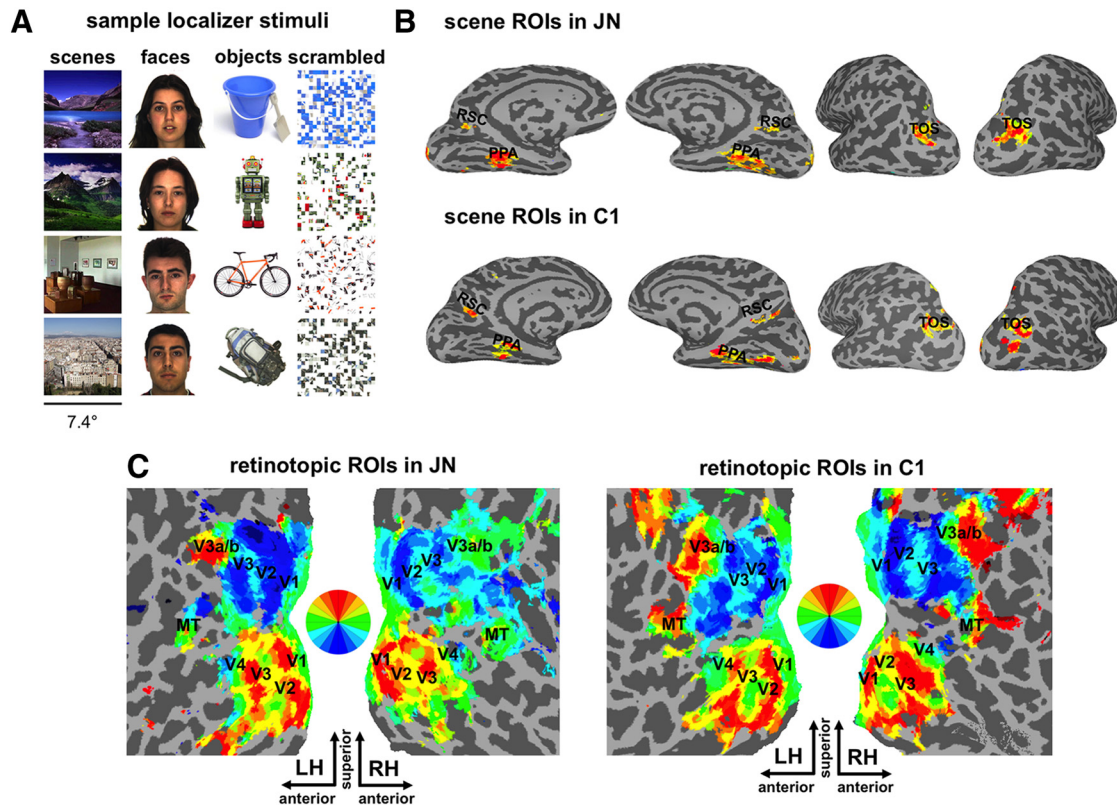 A
sample localizer stimuli
scenes faces objects scrambled
7.4°
B
scene ROIs in JN
RSC
PPA
RSC
PPA
TOS
TOS
scene ROIs in C1
RSC
PPA
RSC
PPA
TOS
TOS
C
retinotopic ROIs in JN
V3a/b
V3
V2
V1
MT
V4
V3
V1
V2
V3a/b
V1
V2
V3
MT
V4
V1
V2
V3
LH
superior
RH
anterior
anterior
retinotopic ROIs in C1
V3a/b
V2
V3
V1
MT
V4
V3
V1
V2
V3a/b
V2
V1
V3
MT
V4
V2
V1
V3
LH
superior
RH
anterior
anterior